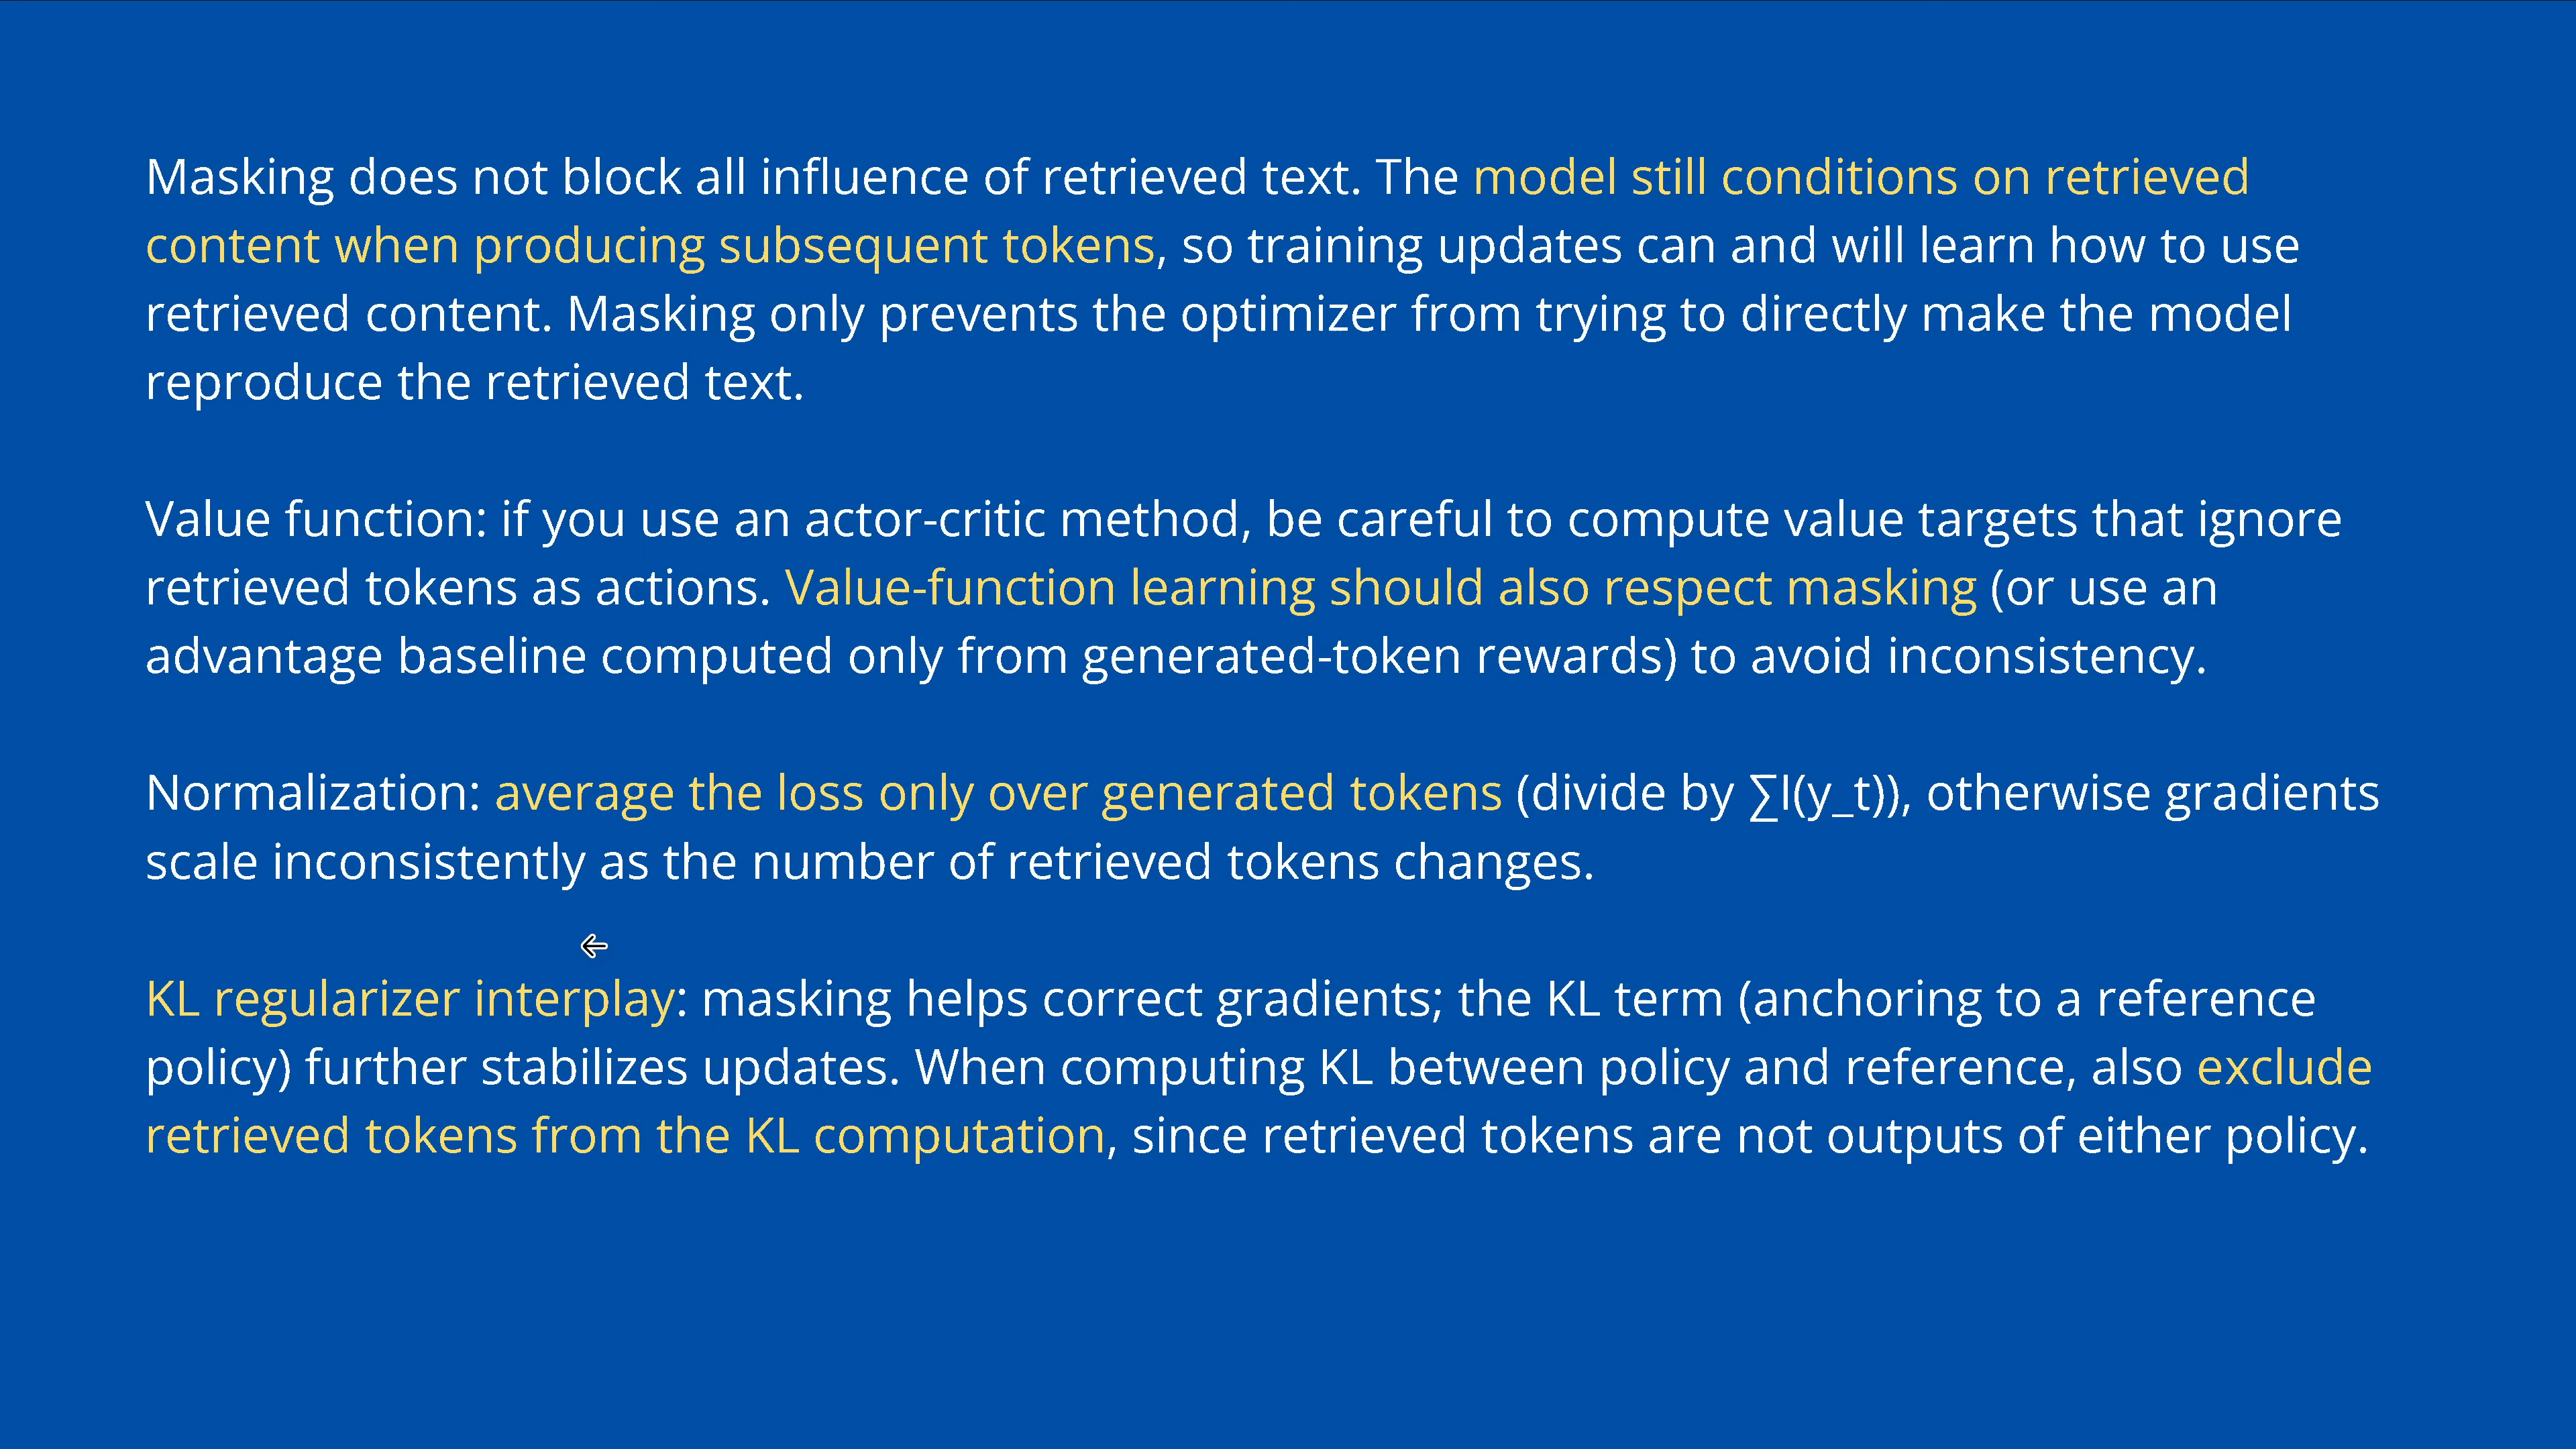 Masking does not block all influence of retrieved text. The model still conditions on retrieved
content when producing subsequent tokens, so training updates can and will learn how to use
retrieved content. Masking only prevents the optimizer from trying to directly make the model
reproduce the retrieved text.
Value function: if you use an actor-critic method, be careful to compute value targets that ignore
retrieved tokens as actions. Value-function learning should also respect masking (or use an
advantage baseline computed only from generated-token rewards) to avoid inconsistency.
Normalization: average the loss only over generated tokens (divide by ∑I(y_t)), otherwise gradients
scale inconsistently as the number of retrieved tokens changes.
KL regularizer interplay: masking helps correct gradients; the KL term (anchoring to a reference
policy) further stabilizes updates. When computing KL between policy and reference, also exclude
retrieved tokens from the KL computation, since retrieved tokens are not outputs of either policy.